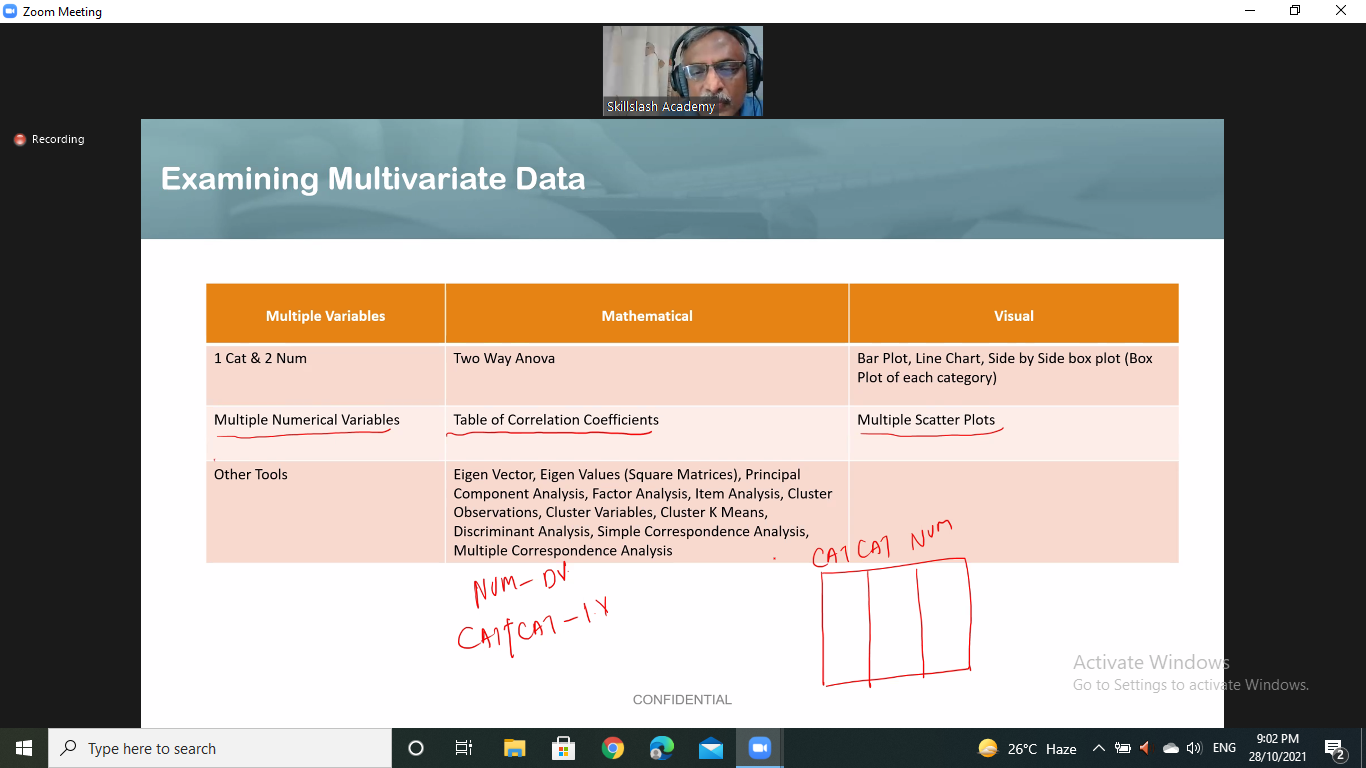 Zoom Meeting
Skillslash Academy
Recording
Examining Multivariate Data
Multiple Variables
Mathematical
Visual
1 Cat & 2 Num
Two Way Anova
Bar Plot, Line Chart, Side by Side box plot (Box
Plot of each category)
Multiple Numerical Variables
Table of Correlation Coefficients
Multiple Scatter Plots
Other Tools
Eigen Vector, Eigen Values (Square Matrices), Principal
Component Analysis, Factor Analysis, Item Analysis, Cluster
Observations, Cluster Variables, Cluster K Means,
Discriminant Analysis, Simple Correspondence Analysis,
Multiple Correspondence Analysis
CAT CAT NUM
NUM - DV
CAT + CAT -
CONFIDENTIAL
Activate Windows
Go to Settings to activate Windows.
Type here to search
26°C Haze
ENG
9:02 PM
28/10/2021
2